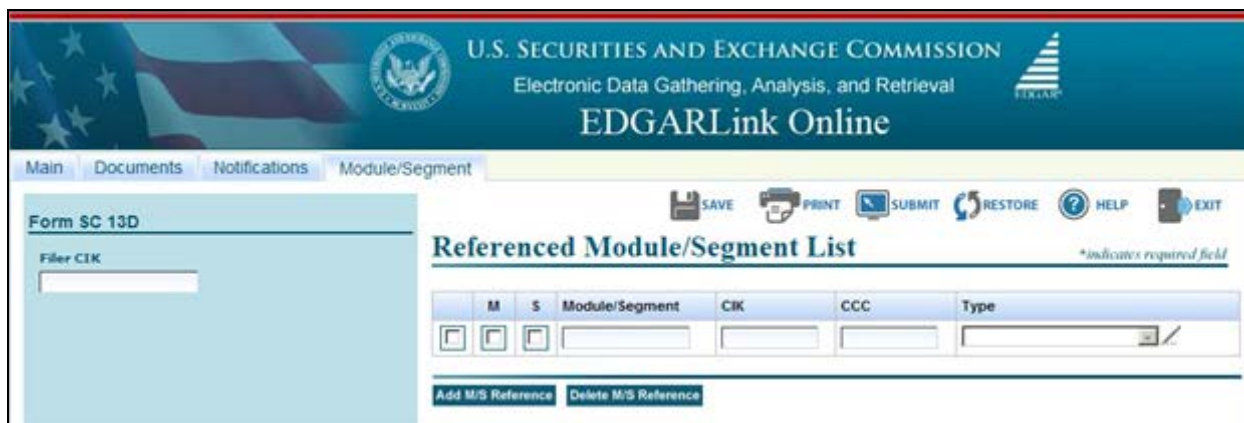 U.S. SECURITIES AND EXCHANGE COMMISSION
Electronic Data Gathering, Analysis, and Retrieval
EDGAR
EDGARLink Online
Main Documents Notifications Module/Segment
SAVE PRINT SUBMIT RESTORE HELP EXIT
Form SC 13D
Filer CIK
Referenced Module/Segment List
*indicates required field
M S Module/Segment CIK CCC Type
Add M/S Reference Delete M/S Reference